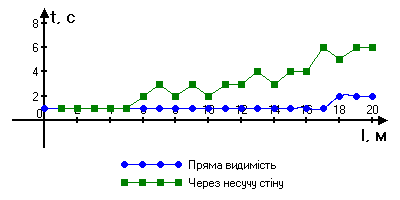 t, с
8
6
4
2
0
2 4 6 8 10 12 14 16 18 20
l, м
Пряма видимість
Через несучу стіну